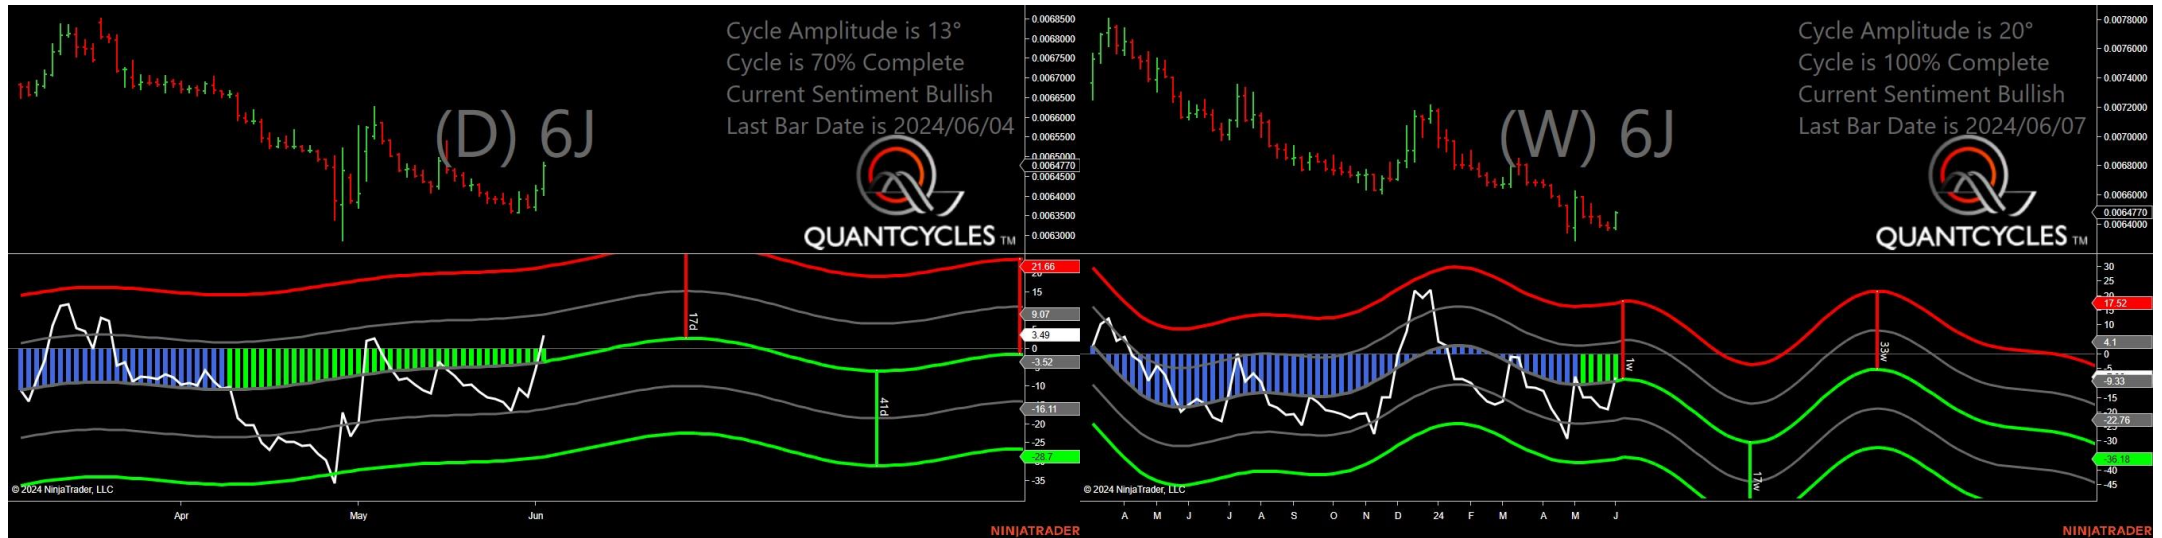 Cycle Amplitude is 13°
Cycle is 70% Complete
Current Sentiment Bullish
Last Bar Date is 2024/06/04
(D) 6J
QUANTCYCLES TM
0.0068500
0.0068000
0.0067500
0.0067000
0.0066500
0.0066000
0.0065500
0.0065000
0.0064770
0.0064500
0.0064000
0.0063500
0.0063000
21.66
20
15
9.07
3.49
0
-3.52
-10
-16.11
-20
-25
-28.7
-35
17d
41d
© 2024 NinjaTrader, LLC
Apr
May
Jun
NINJATRADER
Cycle Amplitude is 20°
Cycle is 100% Complete
Current Sentiment Bullish
Last Bar Date is 2024/06/07
(W) 6J
QUANTCYCLES TM
0.0078000
0.0076000
0.0074000
0.0072000
0.0070000
0.0068000
0.0066000
0.0064770
0.0064000
30
25
17.52
15
10
4.1
0
-5
-9.33
-15
-20
-22.76
-30
-36.18
-40
-45
1w
33w
17w
© 2024 NinjaTrader, LLC
A
M
J
J
A
S
O
N
D
24
F
M
A
M
J
NINJATRADER